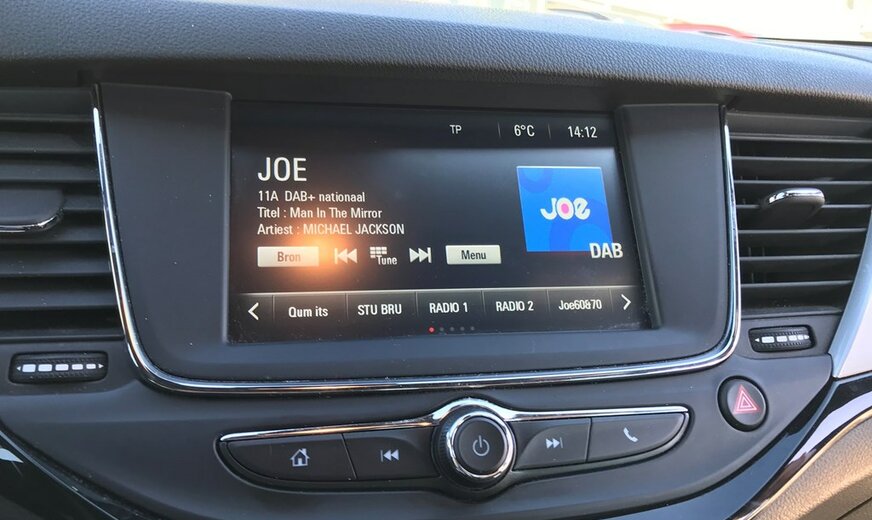 TP 6°C 14:12
JOE
11A DAB+ nationaal
Titel : Man In The Mirror
Artiest : MICHAEL JACKSON
JOE
DAB
Bron Tune Menu
Qum its STU BRU RADIO 1 RADIO 2 Joe60&70